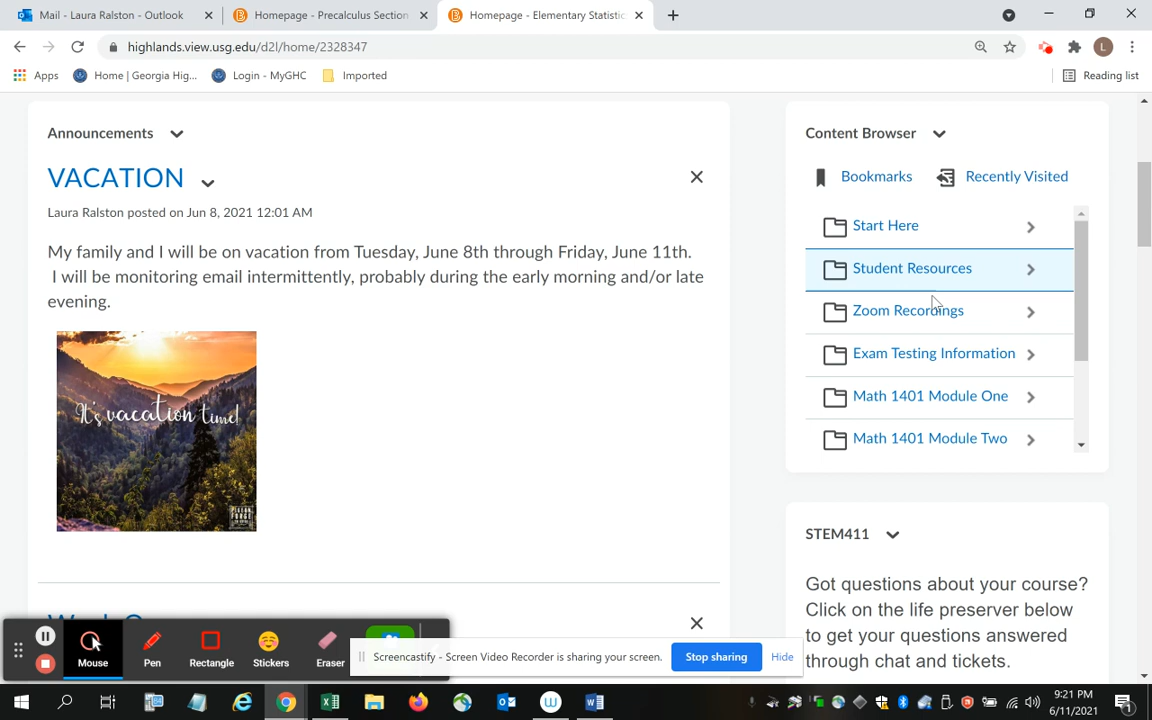 Mail - Laura Ralston - Outlook
Homepage - Precalculus Section
Homepage - Elementary Statistic
highlands.view.usg.edu/d2l/home/2328347
L
Apps
Home | Georgia Hig...
Login - MyGHC
Imported
Reading list
Announcements
VACATION
Laura Ralston posted on Jun 8, 2021 12:01 AM
My family and I will be on vacation from Tuesday, June 8th through Friday, June 11th.
I will be monitoring email intermittently, probably during the early morning and/or late
evening.
It's vacation time!
PIGEON
FORGE
Content Browser
Bookmarks
Recently Visited
Start Here
Student Resources
Zoom Recordings
Exam Testing Information
Math 1401 Module One
Math 1401 Module Two
STEM411
Got questions about your course?
Click on the life preserver below
to get your questions answered
through chat and tickets.
Mouse
Pen
Rectangle
Stickers
Eraser
Screencastify - Screen Video Recorder is sharing your screen.
Stop sharing
Hide
9:21 PM
6/11/2021
1